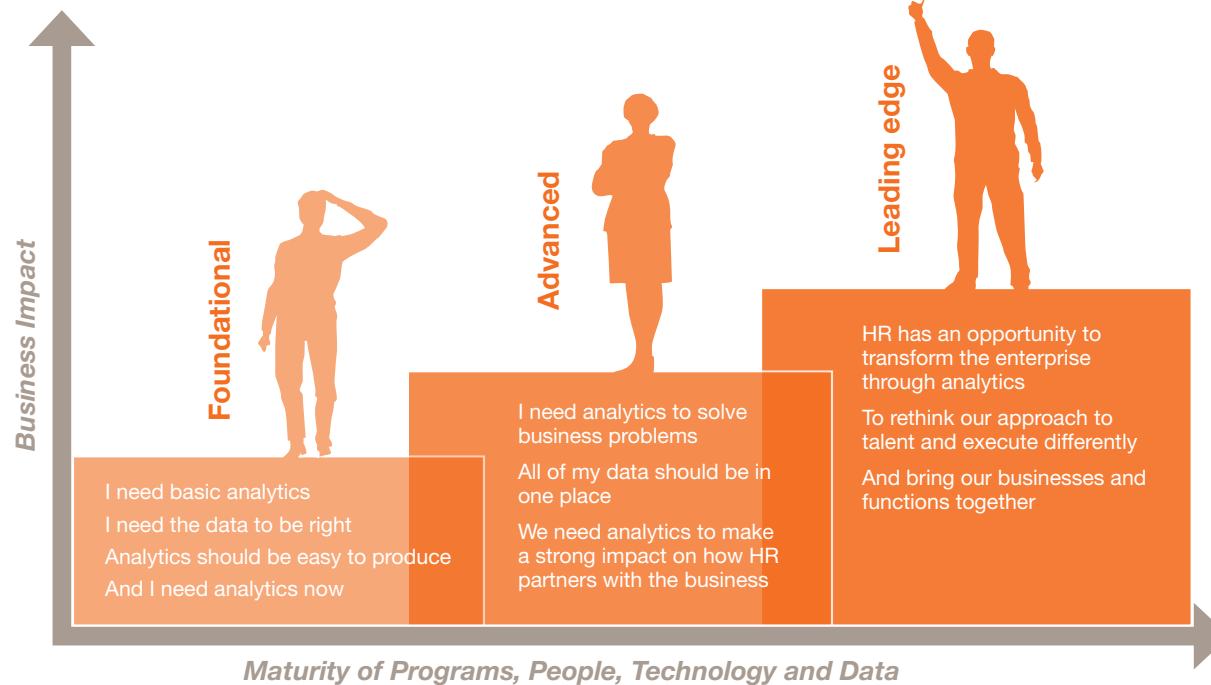 Business Impact
Foundational
I need basic analytics
I need the data to be right
Analytics should be easy to produce
And I need analytics now
Advanced
I need analytics to solve
business problems
All of my data should be in
one place
We need analytics to make
a strong impact on how HR
partners with the business
Leading edge
HR has an opportunity to
transform the enterprise
through analytics
To rethink our approach to
talent and execute differently
And bring our businesses and
functions together
Maturity of Programs, People, Technology and Data